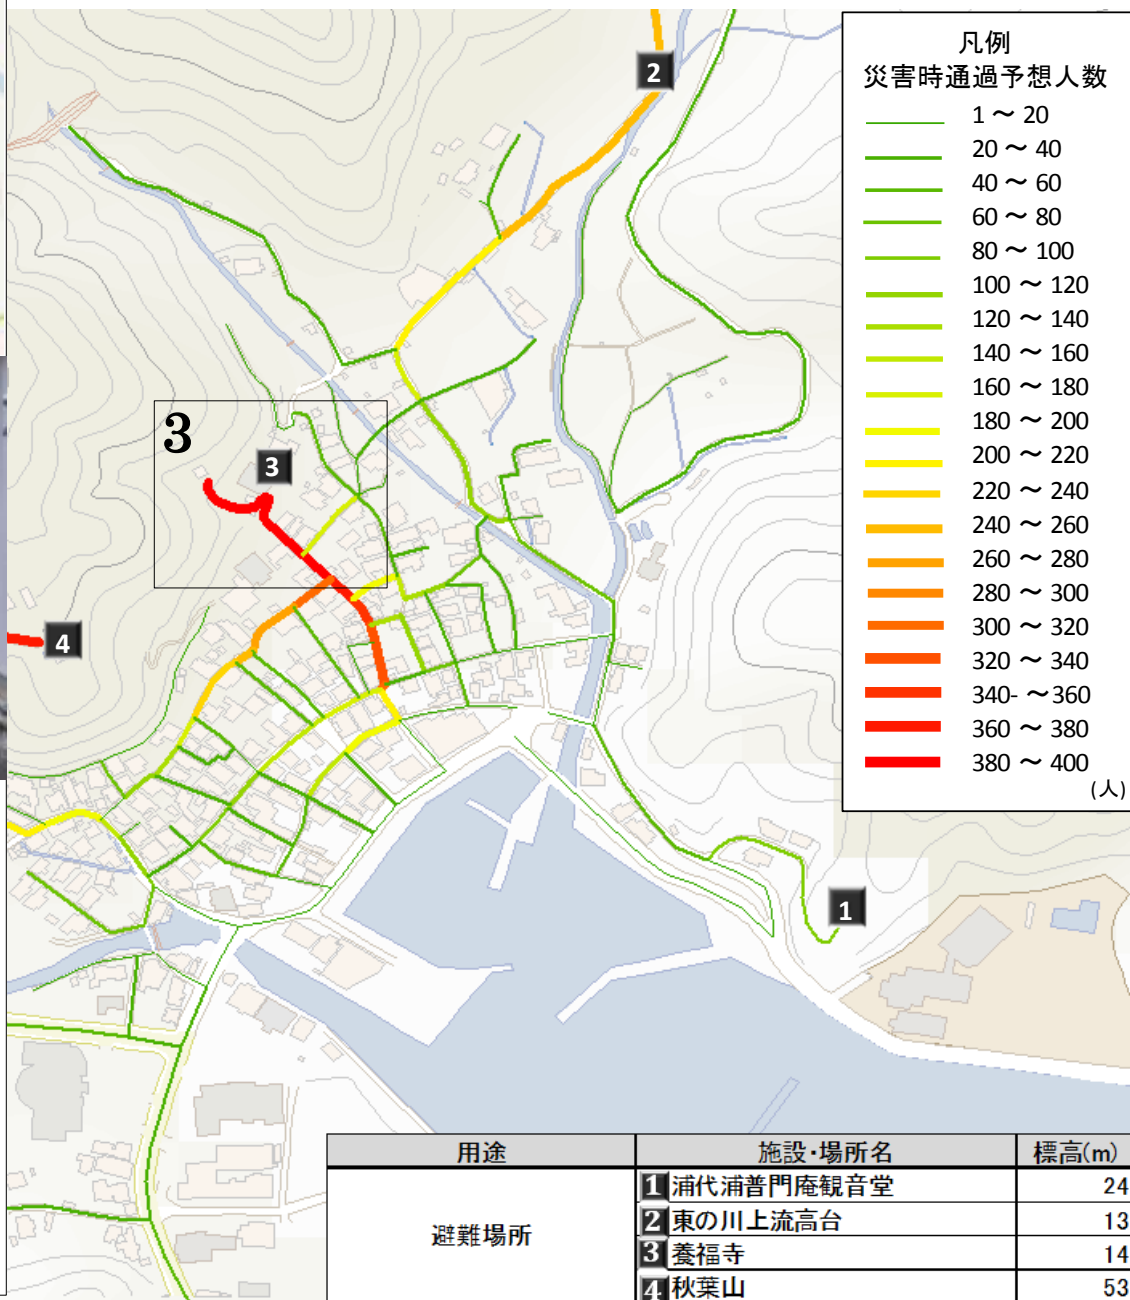 凡例
災害時通過予想人数
1 ～ 20
20 ～ 40
40 ～ 60
60 ～ 80
80 ～ 100
100 ～ 120
120 ～ 140
140 ～ 160
160 ～ 180
180 ～ 200
200 ～ 220
220 ～ 240
240 ～ 260
260 ～ 280
280 ～ 300
300 ～ 320
320 ～ 340
340- ～360
360 ～ 380
380 ～ 400
(人)
2
3
3
4
1
用途 施設・場所名 標高(m)
避難場所
1 浦代浦普門庵観音堂 24
2 東の川上流高台 13
3 養福寺 14
4 秋葉山 53